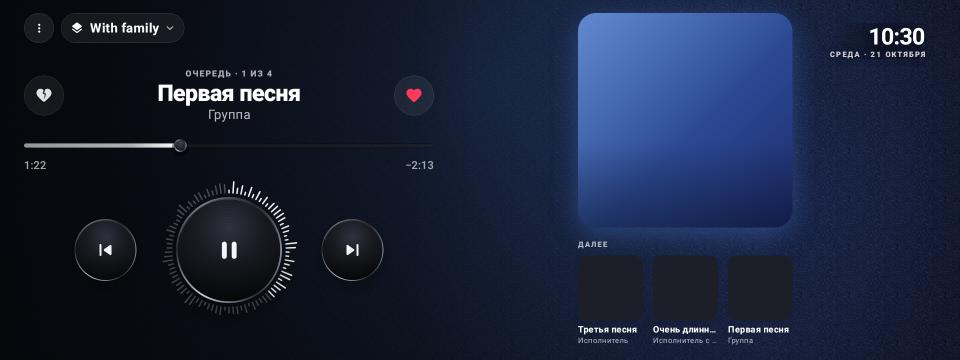 With family
ОЧЕРЕДЬ · 1 ИЗ 4
Первая песня
Группа
1:22
−2:13
10:30
СРЕДА · 21 ОКТЯБРЯ
ДАЛЕЕ
Третья песня
Исполнитель
Очень длинн…
Исполнитель с …
Первая песня
Группа